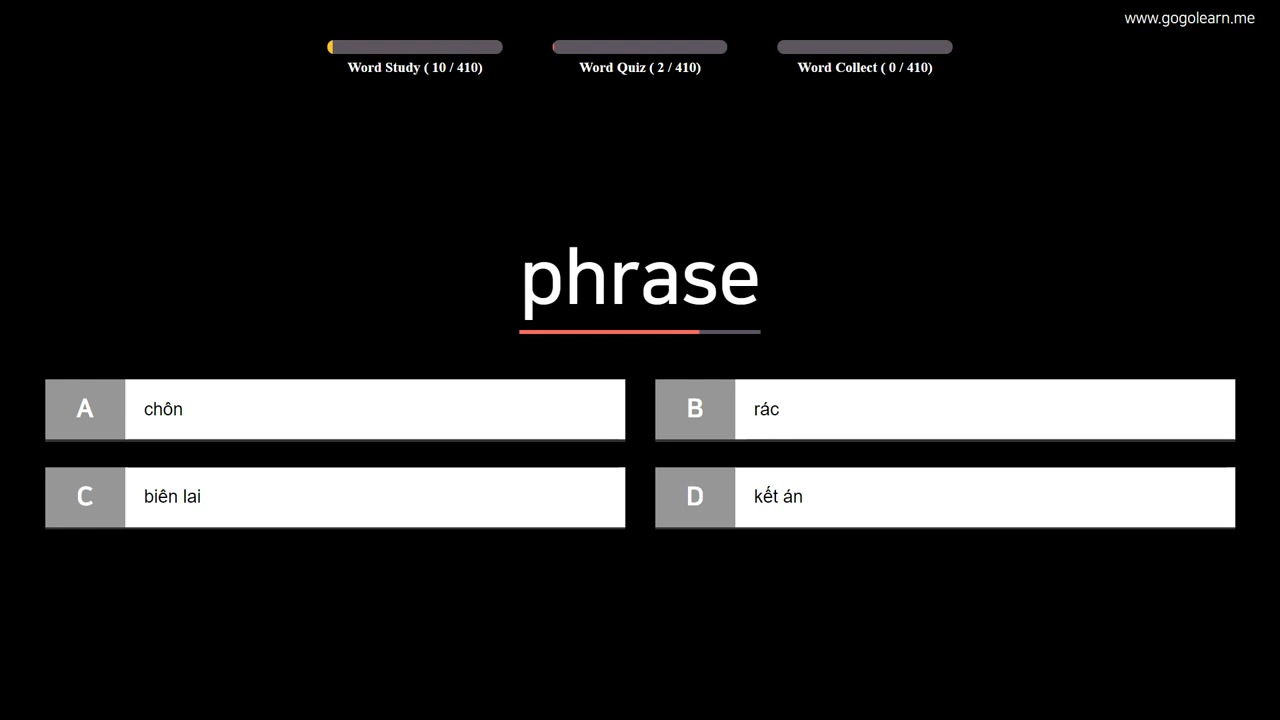 www.gogolearn.me
Word Study ( 10 / 410)
Word Quiz ( 2 / 410)
Word Collect ( 0 / 410)
phrase
A chôn
B rác
C biên lai
D kết án